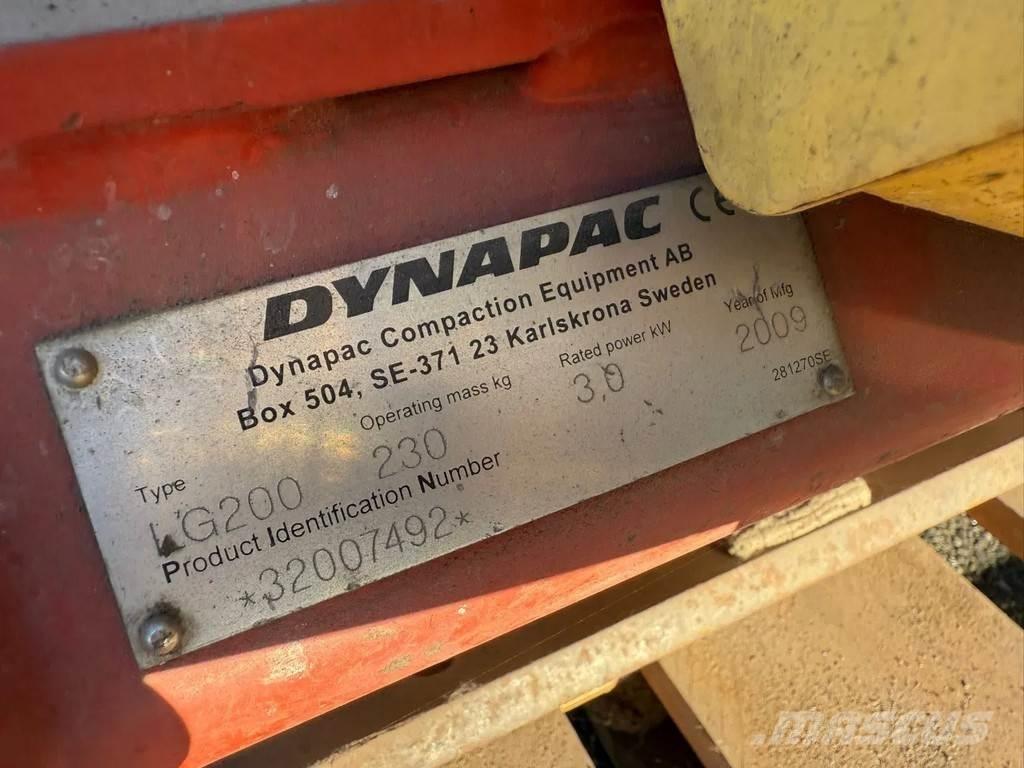 DYNAPAC CE
Dynapac Compaction Equipment AB
Box 504, SE-371 23 Karlskrona Sweden
Type Operating mass kg Rated power kW Year of Mfg
LG200 230 3,0 2009
Product Identification Number 281270SE
*32007492*
mascus